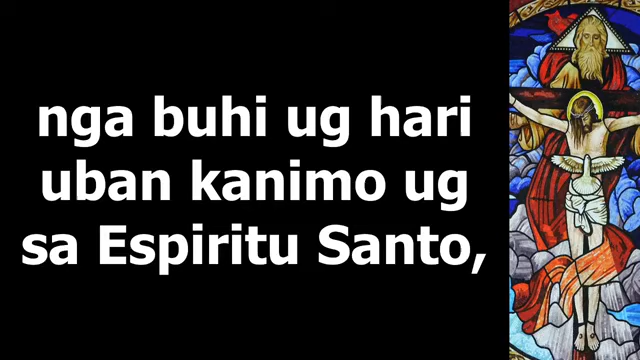 nga buhi ug hari
uban kanimo ug
sa Espiritu Santo,